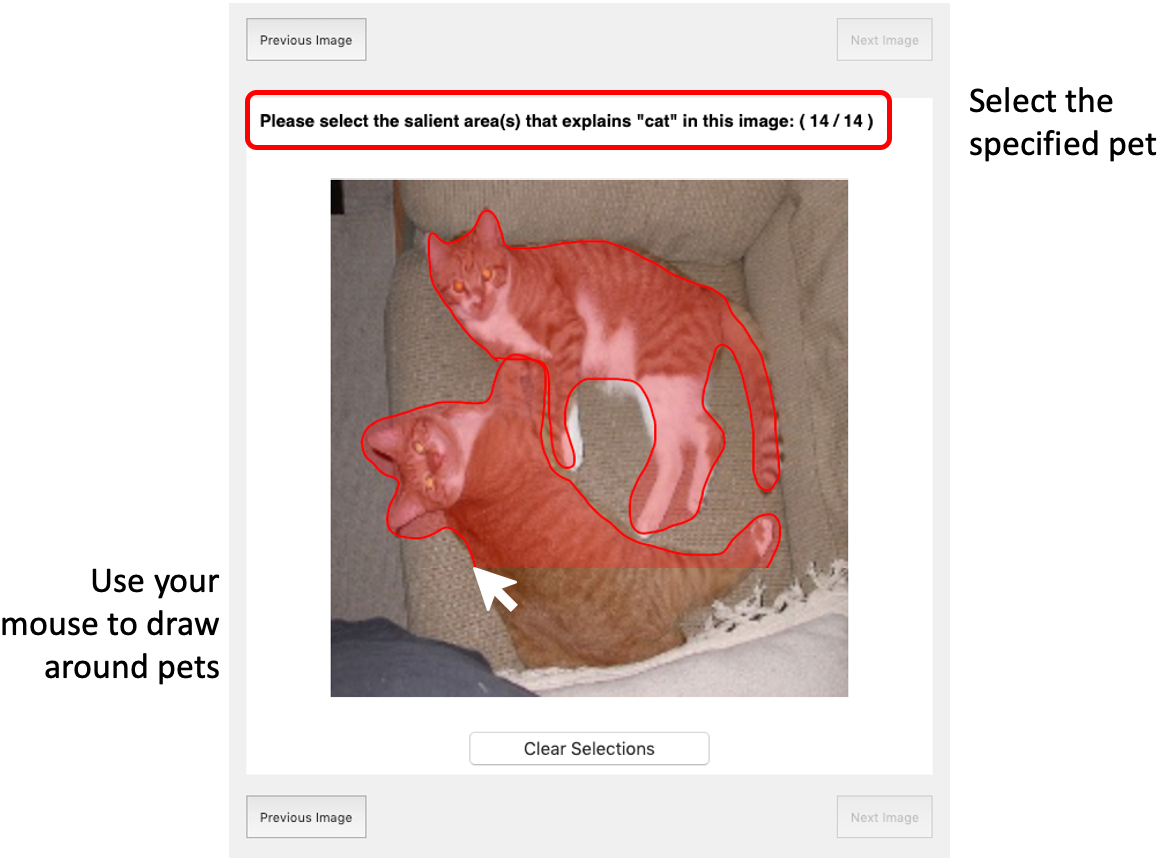 Previous Image
Next Image
Please select the salient area(s) that explains "cat" in this image: ( 14 / 14 )
Select the
specified pet
Use your
mouse to draw
around pets
Clear Selections
Previous Image
Next Image